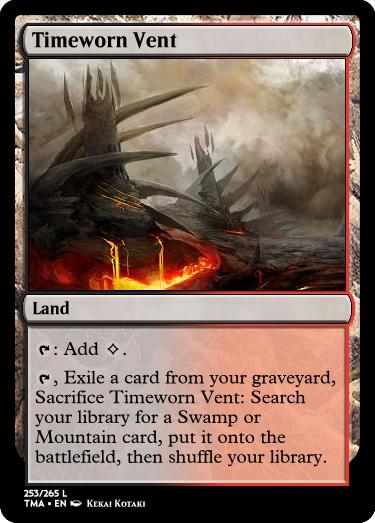 Timeworn Vent
Land
: Add .
, Exile a card from your graveyard,
Sacrifice Timeworn Vent: Search
your library for a Swamp or
Mountain card, put it onto the
battlefield, then shuffle your library.
253/265 L
TMA • EN Kekai Kotaki